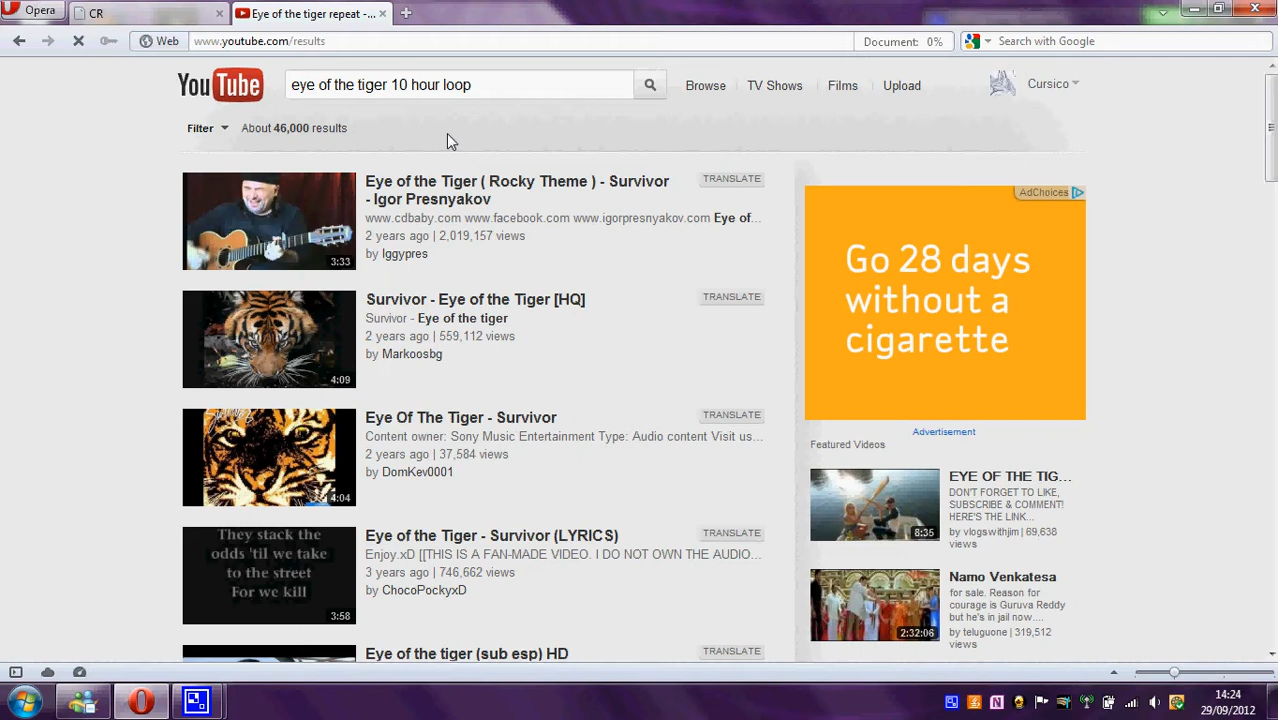 Opera
CR
Eye of the tiger repeat -...
Web
www.youtube.com/results
Document: 0%
Search with Google
YouTube
eye of the tiger 10 hour loop
Browse
TV Shows
Films
Upload
Cursico
Filter
About 46,000 results
Eye of the Tiger ( Rocky Theme ) - Survivor
- Igor Presnyakov
TRANSLATE
www.cdbaby.com www.facebook.com www.igorpresnyakov.com Eye of...
2 years ago | 2,019,157 views
by Iggypres
3:33
Survivor - Eye of the Tiger [HQ]
TRANSLATE
Survivor - Eye of the tiger
2 years ago | 559,112 views
by Markoosbg
4:09
Eye Of The Tiger - Survivor
TRANSLATE
Content owner: Sony Music Entertainment Type: Audio content Visit us...
2 years ago | 37,584 views
by DomKev0001
4:04
They stack the
odds 'til we take
to the street
For we kill
3:58
Eye of the Tiger - Survivor (LYRICS)
TRANSLATE
Enjoy.xD [[THIS IS A FAN-MADE VIDEO. I DO NOT OWN THE AUDIO...
3 years ago | 746,662 views
by ChocoPockyxD
Eye of the tiger (sub esp) HD
TRANSLATE
AdChoices
Go 28 days
without a
cigarette
Advertisement
Featured Videos
EYE OF THE TIG...
DON'T FORGET TO LIKE,
SUBSCRIBE & COMMENT!
HERE'S THE LINK...
by vlogswithjim | 69,638
views
8:35
Namo Venkatesa
for sale. Reason for
courage is Guruva Reddy
but he's in jail now....
by teluguone | 319,512
views
2:32:06
14:24
29/09/2012